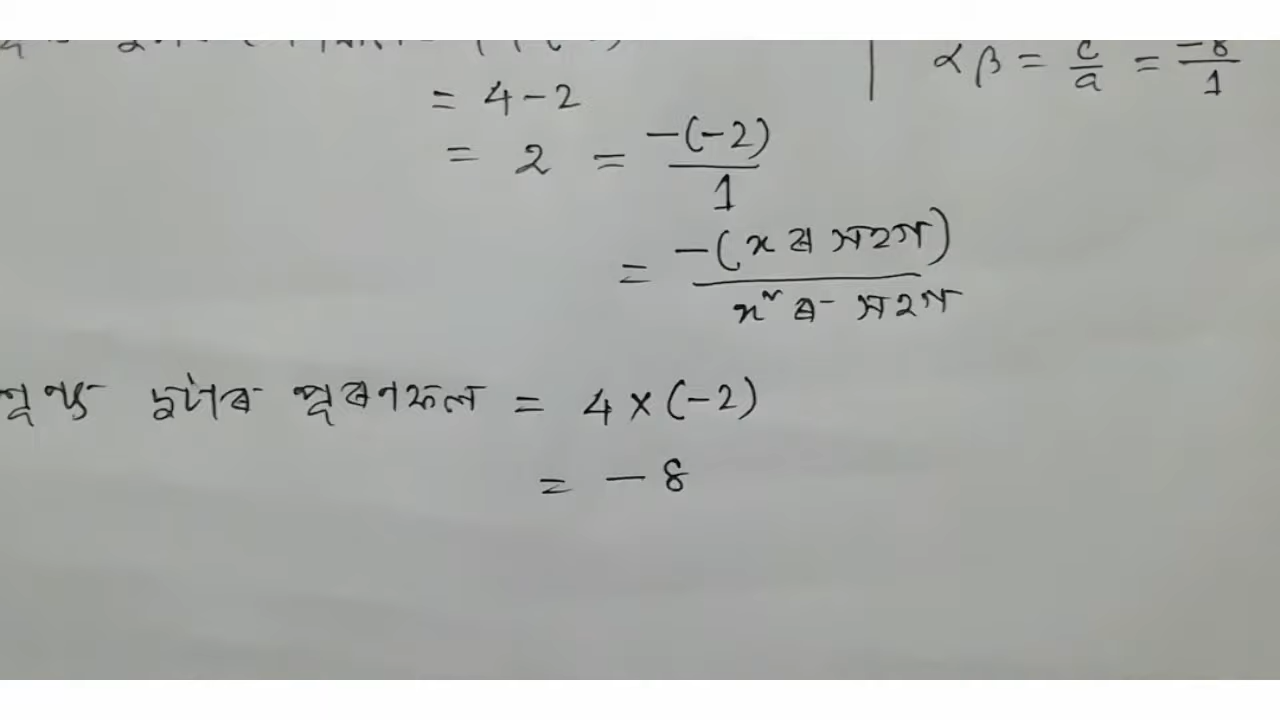 = 4 - 2
= 2 = -(-2)/1
= -(x ৰ সহগ)/x² ৰ সহগ
শূন্য দুটাৰ পূৰণফল = 4 × (-2)
= -8
αβ = c/a = -8/1